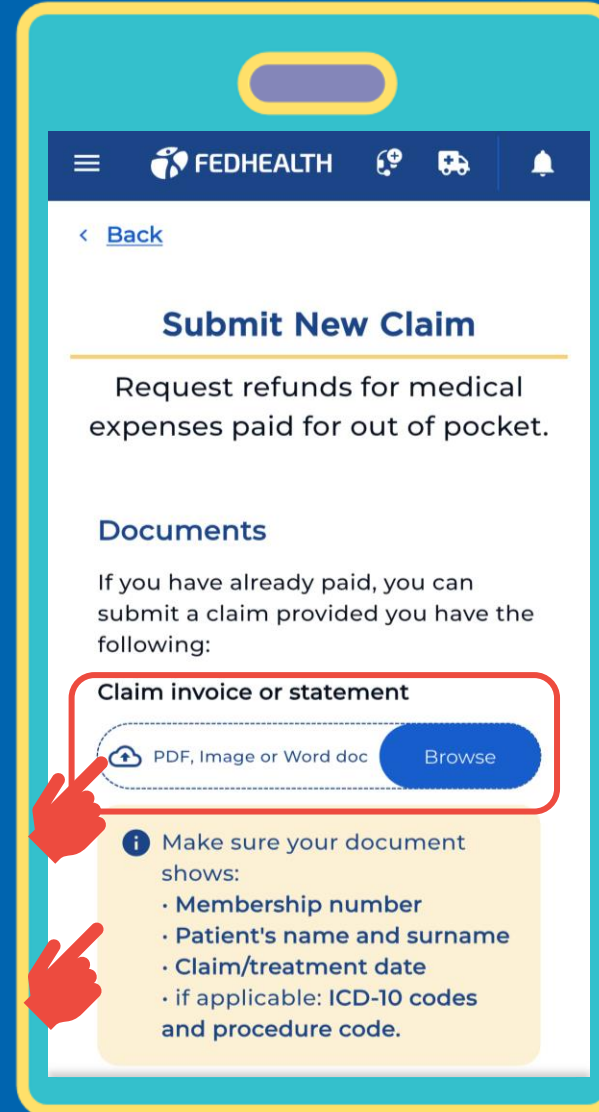 FEDHEALTH
Back
Submit New Claim
Request refunds for medical
expenses paid for out of pocket.
Documents
If you have already paid, you can
submit a claim provided you have the
following:
Claim invoice or statement
PDF, Image or Word doc Browse
Make sure your document
shows:
· Membership number
· Patient's name and surname
· Claim/treatment date
· if applicable: ICD-10 codes
and procedure code.